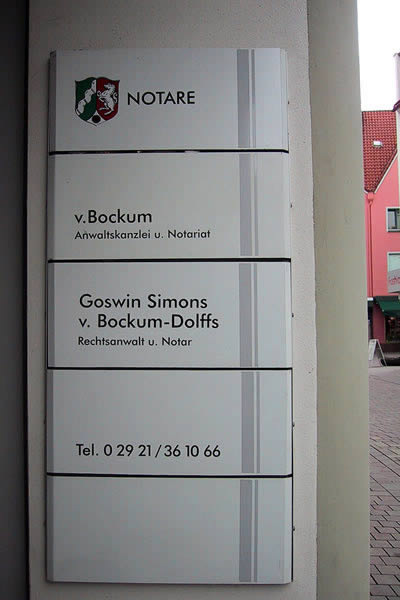 NOTARE
v.Bockum
Anwaltskanzlei u. Notariat
Goswin Simons
v. Bockum-Dolffs
Rechtsanwalt u. Notar
Tel. 0 29 21/36 10 66